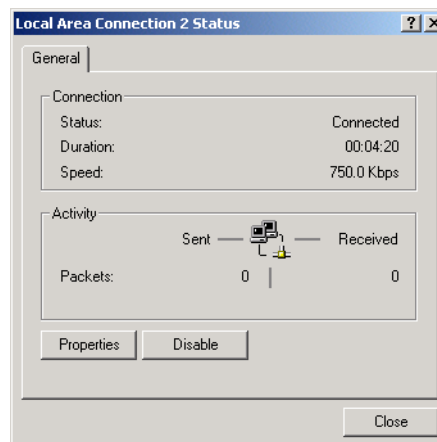 Local Area Connection 2 Status
General
Connection
Status: Connected
Duration: 00:04:20
Speed: 750.0 Kbps
Activity
Sent Received
Packets: 0 0
Properties Disable
Close